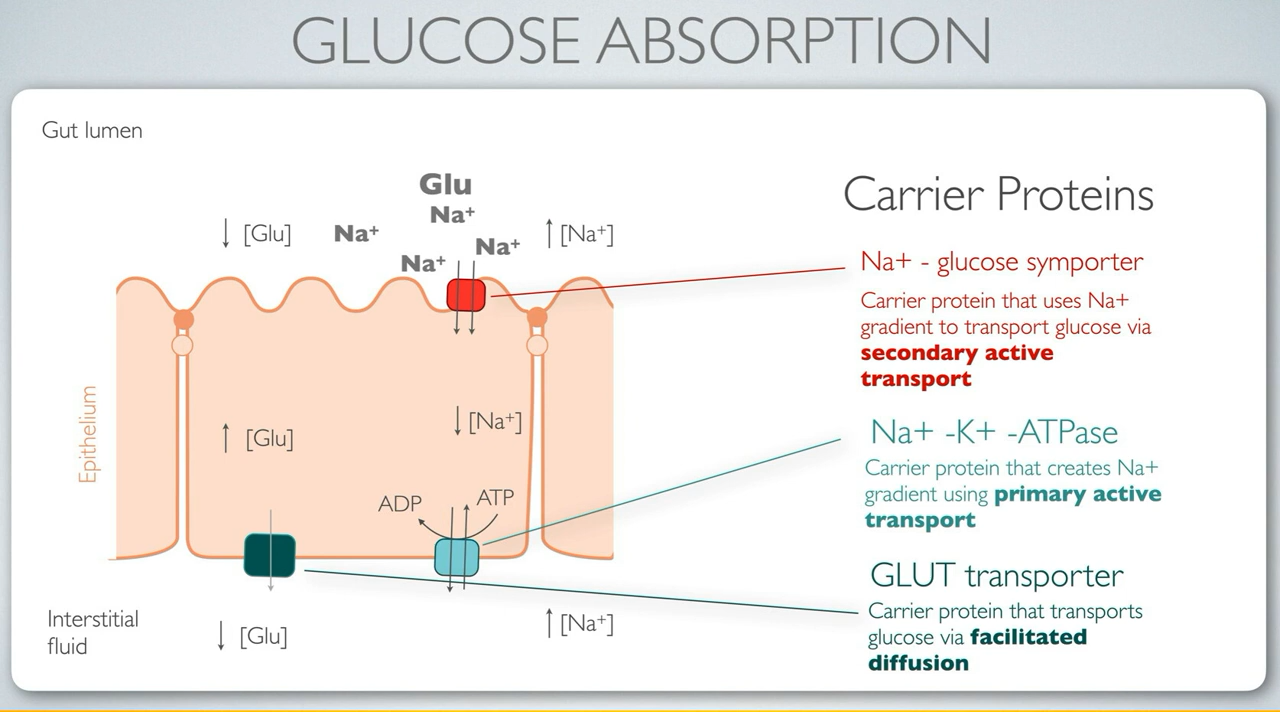 GLUCOSE ABSORPTION
Gut lumen
Glu
Na⁺
Na⁺
Na⁺
Na⁺
↓ [Glu]
↑ [Na⁺]
Epithelium
↑ [Glu]
↓ [Na⁺]
ADP
ATP
Interstitial
fluid
↓ [Glu]
↑ [Na⁺]
Carrier Proteins
Na+ - glucose symporter
Carrier protein that uses Na+
gradient to transport glucose via
secondary active
transport
Na+ -K+ -ATPase
Carrier protein that creates Na+
gradient using primary active
transport
GLUT transporter
Carrier protein that transports
glucose via facilitated
diffusion